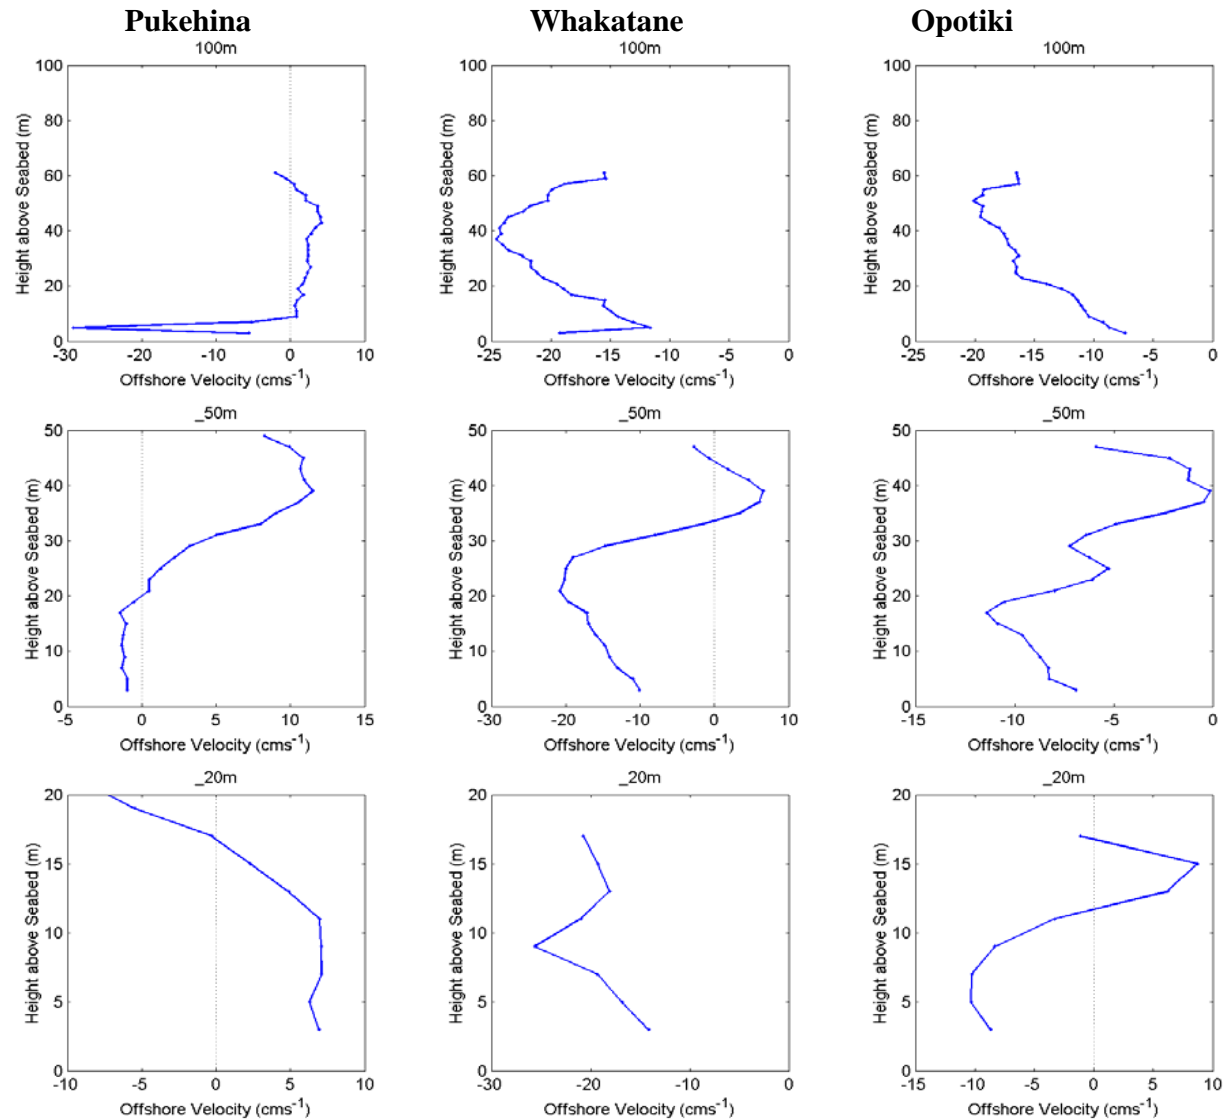 Pukehina Whakatane Opotiki
100m 100m 100m
Height above Seabed (m) Height above Seabed (m) Height above Seabed (m)
100 100 100
80 80 80
60 60 60
40 40 40
20 20 20
0 0 0
-30 -20 -10 0 10 -25 -20 -15 -10 -5 0 -25 -20 -15 -10 -5 0
Offshore Velocity (cms⁻¹) Offshore Velocity (cms⁻¹) Offshore Velocity (cms⁻¹)
_50m _50m _50m
Height above Seabed (m) Height above Seabed (m) Height above Seabed (m)
50 50 50
40 40 40
30 30 30
20 20 20
10 10 10
0 0 0
-5 0 5 10 15 -30 -20 -10 0 10 -15 -10 -5 0
Offshore Velocity (cms⁻¹) Offshore Velocity (cms⁻¹) Offshore Velocity (cms⁻¹)
_20m _20m _20m
Height above Seabed (m) Height above Seabed (m) Height above Seabed (m)
20 20 20
15 15 15
10 10 10
5 5 5
0 0 0
-10 -5 0 5 10 -30 -20 -10 0 -15 -10 -5 0 5 10
Offshore Velocity (cms⁻¹) Offshore Velocity (cms⁻¹) Offshore Velocity (cms⁻¹)